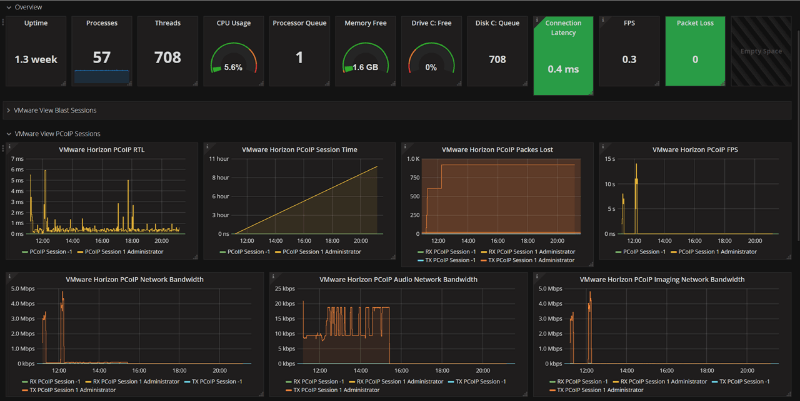 Overview
Uptime
1.3 week
Processes
57
Threads
708
CPU Usage
5.6%
Processor Queue
1
Memory Free
1.6 GB
Drive C: Free
0%
Disk C: Queue
708
Connection
Latency
0.4 ms
FPS
0.3
Packet Loss
0
Empty Space
VMware View Blast Sessions
VMware View PCoIP Sessions
VMware Horizon PCoIP RTL
7 ms
6 ms
5 ms
4 ms
3 ms
2 ms
1 ms
0 ns
12:00 14:00 16:00 18:00 20:00
PCoIP Session -1 PCoIP Session 1 Administrator
VMware Horizon PCoIP Session Time
11 hour
8 hour
6 hour
3 hour
0 ns
12:00 14:00 16:00 18:00 20:00
PCoIP Session -1 PCoIP Session 1 Administrator
VMware Horizon PCoIP Packes Lost
1.0 K
750
500
250
0
12:00 14:00 16:00 18:00 20:00
RX PCoIP Session -1 RX PCoIP Session 1 Administrator
TX PCoIP Session -1 TX PCoIP Session 1 Administrator
VMware Horizon PCoIP FPS
15 s
10 s
5 s
0 ns
12:00 14:00 16:00 18:00 20:00
PCoIP Session -1 PCoIP Session 1 Administrator
VMware Horizon PCoIP Network Bandwidth
5.0 Mbps
4.0 Mbps
3.0 Mbps
2.0 Mbps
1.0 Mbps
0 kbps
12:00 14:00 16:00 18:00 20:00
RX PCoIP Session -1 RX PCoIP Session 1 Administrator TX PCoIP Session -1
TX PCoIP Session 1 Administrator
VMware Horizon PCoIP Audio Network Bandwidth
25 kbps
20 kbps
15 kbps
10 kbps
5 kbps
0 kbps
12:00 14:00 16:00 18:00 20:00
RX PCoIP Session -1 RX PCoIP Session 1 Administrator TX PCoIP Session -1
TX PCoIP Session 1 Administrator
VMware Horizon PCoIP Imaging Network Bandwidth
5.0 Mbps
4.0 Mbps
3.0 Mbps
2.0 Mbps
1.0 Mbps
0 kbps
12:00 14:00 16:00 18:00 20:00
RX PCoIP Session -1 RX PCoIP Session 1 Administrator TX PCoIP Session -1
TX PCoIP Session 1 Administrator